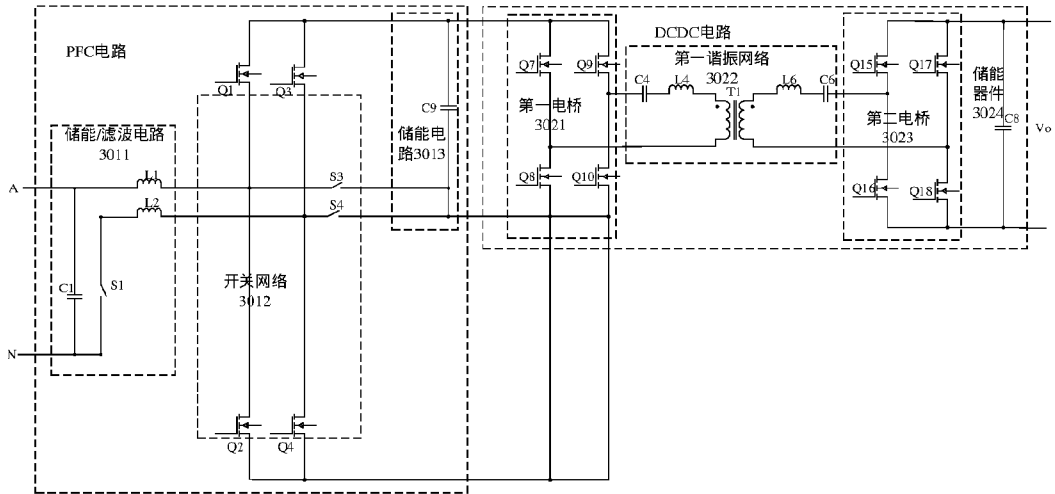 PFC电路
DCDC电路
Q1
Q3
C9
Q7
Q9
第一谐振网络
3022
C4
L4
T1
L6
C6
Q15
Q17
储能
器件
3024
C8
Vo
储能/滤波电路
3011
储能电
路3013
第一电桥
3021
第二电桥
3023
A
L1
S3
Q8
Q10
Q16
Q18
L2
S4
C1
S1
开关网络
3012
N
Q2
Q4